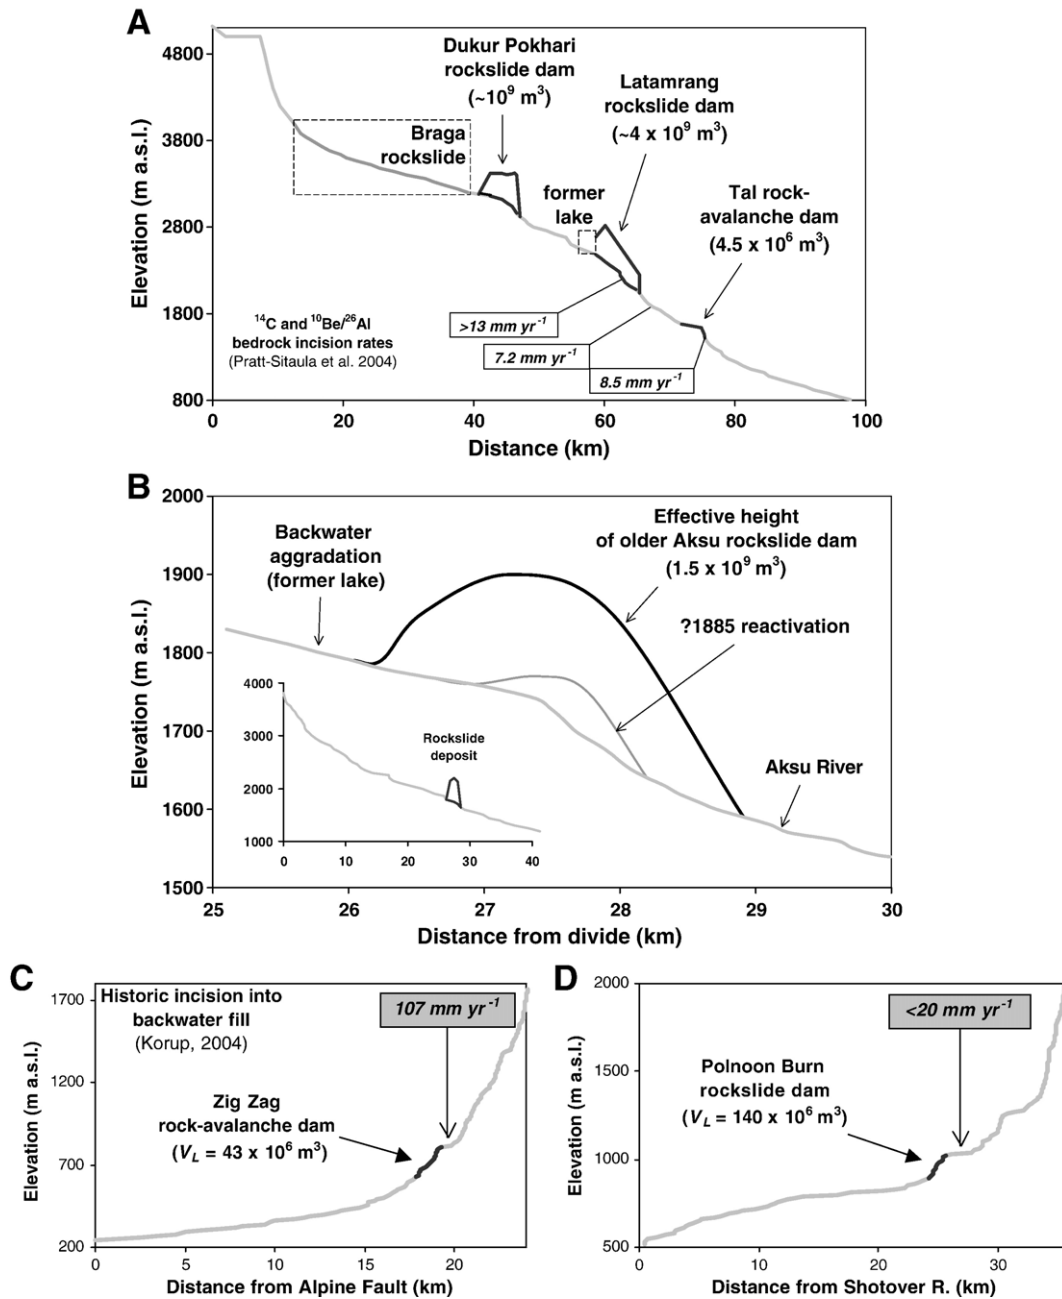 A
4800
3800
2800
1800
800
Elevation (m a.s.l.)
Dukur Pokhari
rockslide dam
(~10⁹ m³)
Latamrang
rockslide dam
(~4 x 10⁹ m³)
Braga
rockslide
former
lake
Tal rock-
avalanche dam
(4.5 x 10⁶ m³)
¹⁴C and ¹⁰Be/²⁶Al
bedrock incision rates
(Pratt-Sitaula et al. 2004)
>13 mm yr⁻¹
7.2 mm yr⁻¹
8.5 mm yr⁻¹
0 20 40 60 80 100
Distance (km)
B
2000
1900
1800
1700
1600
1500
Elevation (m a.s.l.)
Backwater
aggradation
(former lake)
Effective height
of older Aksu rockslide dam
(1.5 x 10⁹ m³)
?1885 reactivation
Aksu River
4000
3000
2000
1000
Rockslide
deposit
0 10 20 30 40
25 26 27 28 29 30
Distance from divide (km)
C
1700
1200
700
200
Elevation (m a.s.l.)
Historic incision into
backwater fill
(Korup, 2004)
107 mm yr⁻¹
Zig Zag
rock-avalanche dam
(V_L = 43 x 10⁶ m³)
0 5 10 15 20
Distance from Alpine Fault (km)
D
2000
1500
1000
500
Elevation (m a.s.l.)
<20 mm yr⁻¹
Polnoon Burn
rockslide dam
(V_L = 140 x 10⁶ m³)
0 10 20 30
Distance from Shotover R. (km)